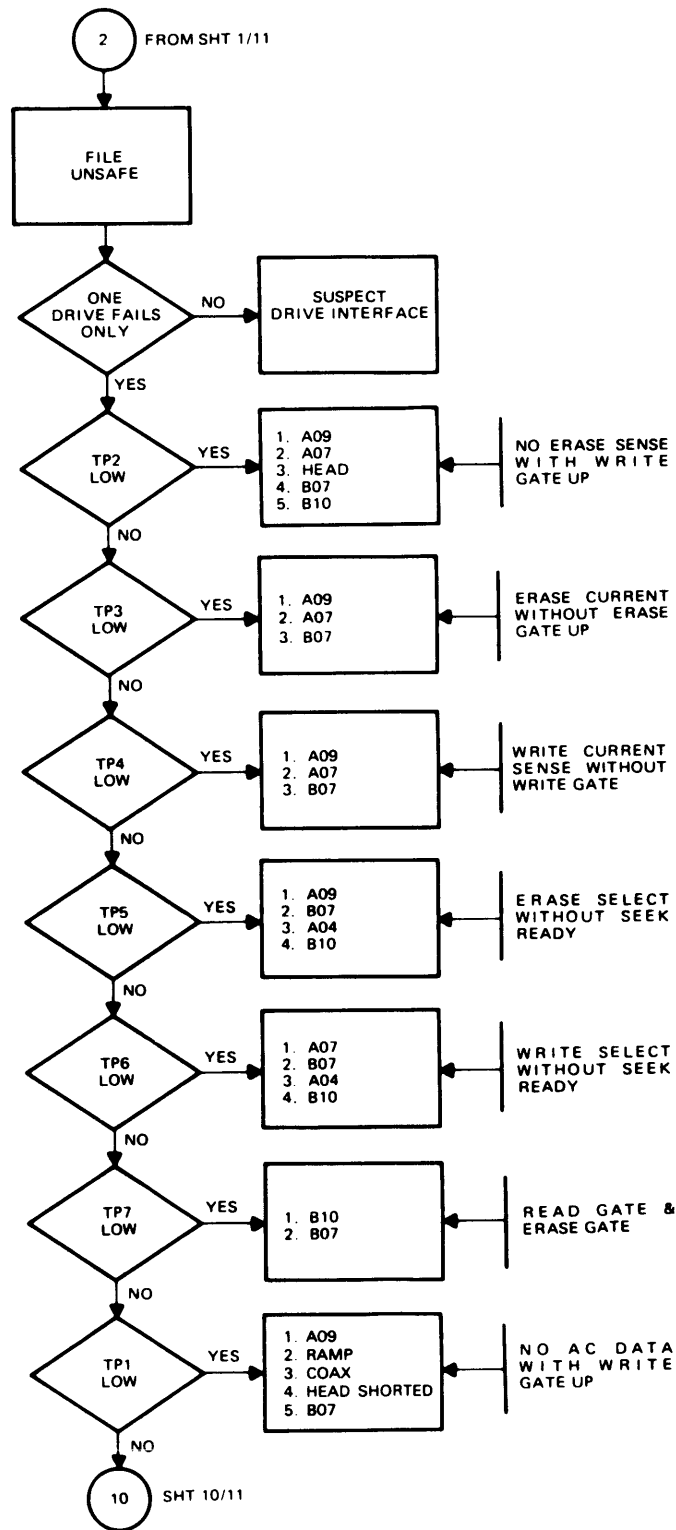 2
FROM SHT 1/11
FILE
UNSAFE
ONE
DRIVE FAILS
ONLY
NO
SUSPECT
DRIVE INTERFACE
YES
TP2
LOW
YES
1. A09
2. A07
3. HEAD
4. B07
5. B10
NO ERASE SENSE
WITH WRITE
GATE UP
NO
TP3
LOW
YES
1. A09
2. A07
3. B07
ERASE CURRENT
WITHOUT ERASE
GATE UP
NO
TP4
LOW
YES
1. A09
2. A07
3. B07
WRITE CURRENT
SENSE WITHOUT
WRITE GATE
NO
TP5
LOW
YES
1. A09
2. B07
3. A04
4. B10
ERASE SELECT
WITHOUT SEEK
READY
NO
TP6
LOW
YES
1. A07
2. B07
3. A04
4. B10
WRITE SELECT
WITHOUT SEEK
READY
NO
TP7
LOW
YES
1. B10
2. B07
READ GATE &
ERASE GATE
NO
TP1
LOW
YES
1. A09
2. RAMP
3. COAX
4. HEAD SHORTED
5. B07
NO AC DATA
WITH WRITE
GATE UP
NO
10
SHT 10/11